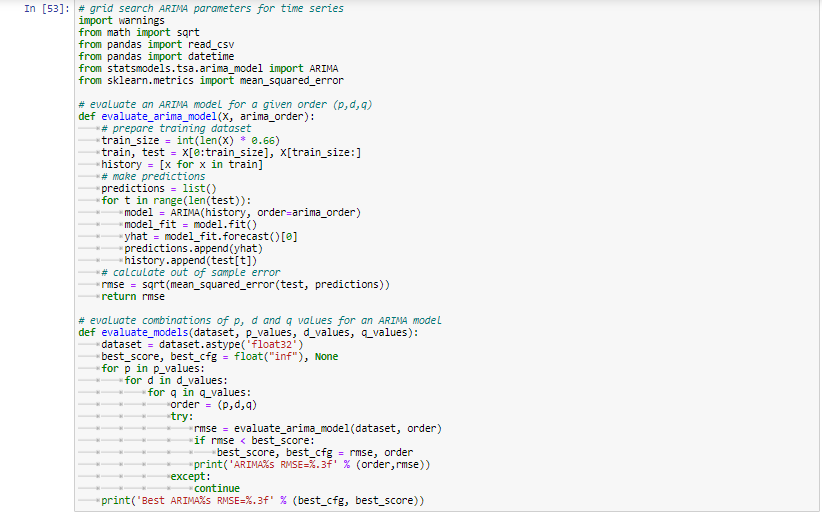 In [53]: # grid search ARIMA parameters for time series
import warnings
from math import sqrt
from pandas import read_csv
from pandas import datetime
from statsmodels.tsa.arima_model import ARIMA
from sklearn.metrics import mean_squared_error
# evaluate an ARIMA model for a given order (p,d,q)
def evaluate_arima_model(X, arima_order):
# prepare training dataset
train_size = int(len(X) * 0.66)
train, test = X[0:train_size], X[train_size:]
history = [x for x in train]
# make predictions
predictions = list()
for t in range(len(test)):
model = ARIMA(history, order=arima_order)
model_fit = model.fit()
yhat = model_fit.forecast()[0]
predictions.append(yhat)
history.append(test[t])
# calculate out of sample error
rmse = sqrt(mean_squared_error(test, predictions))
return rmse
# evaluate combinations of p, d and q values for an ARIMA model
def evaluate_models(dataset, p_values, d_values, q_values):
dataset = dataset.astype('float32')
best_score, best_cfg = float("inf"), None
for p in p_values:
for d in d_values:
for q in q_values:
order = (p,d,q)
try:
rmse = evaluate_arima_model(dataset, order)
if rmse < best_score:
best_score, best_cfg = rmse, order
print('ARIMA%s RMSE=%.3f' % (order,rmse))
except:
continue
print('Best ARIMA%s RMSE=%.3f' % (best_cfg, best_score))